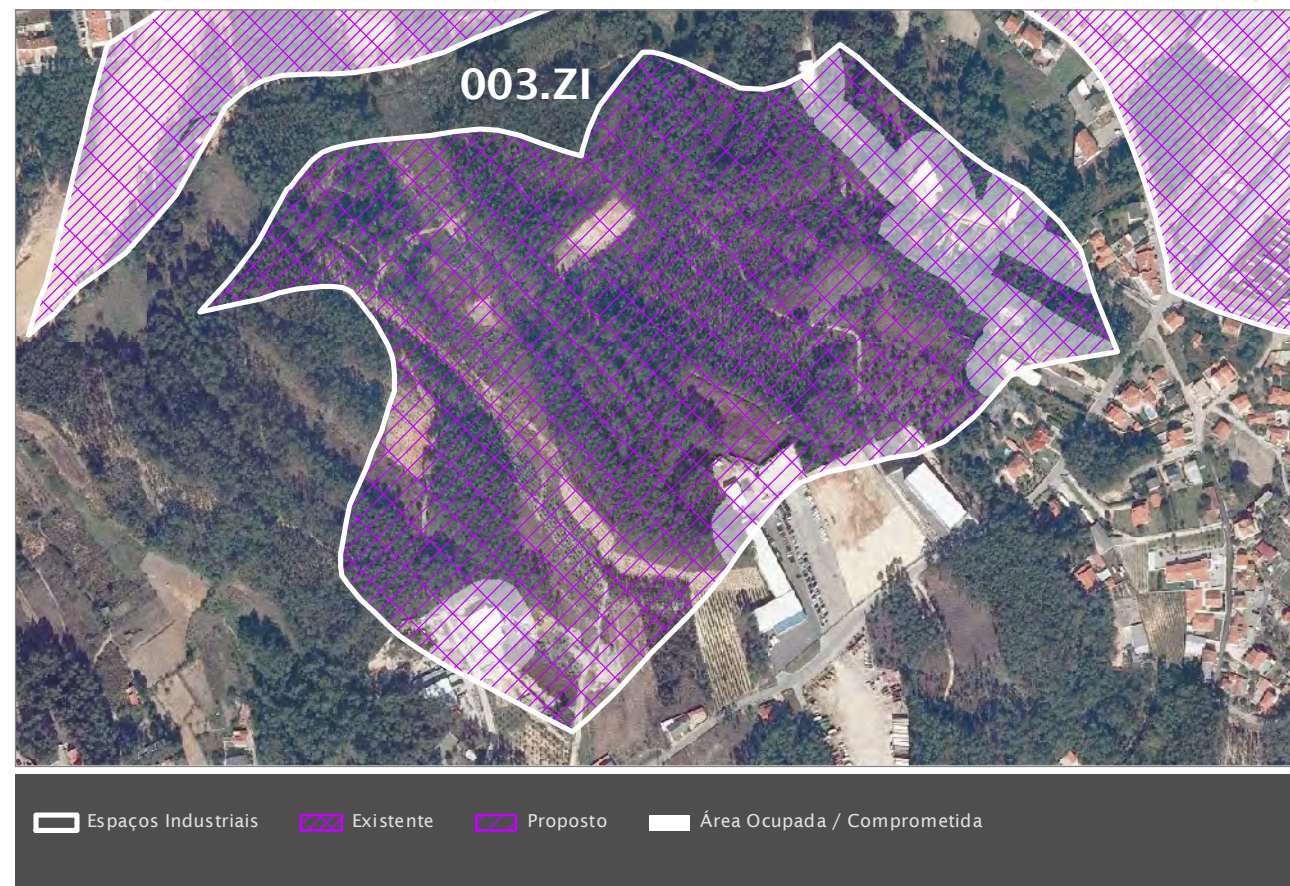 003.ZI
Espaços Industriais
Existente
Proposto
Área Ocupada / Comprometida